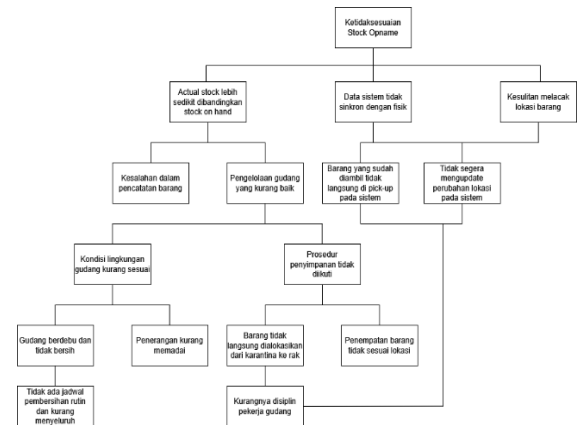 Ketidaksesuaian
Stock Opname
Actual stock lebih
sedikit dibandingkan
stock on hand
Data sistem tidak
sinkron dengan fisik
Kesulitan melacak
lokasi barang
Kesalahan dalam
pencatatan barang
Pengelolaan gudang
yang kurang baik
Barang yang sudah
diambil tidak
langsung di pick-up
pada sistem
Tidak segera
mengupdate
perubahan lokasi
pada sistem
Kondisi lingkungan
gudang kurang sesuai
Prosedur
penyimpanan tidak
diikuti
Gudang berdebu dan
tidak bersih
Penerangan kurang
memadai
Barang tidak
langsung dialokasikan
dari karantina ke rak
Penempatan barang
tidak sesuai lokasi
Tidak ada jadwal
pembersihan rutin
dan kurang
menyeluruh
Kurangnya disiplin
pekerja gudang